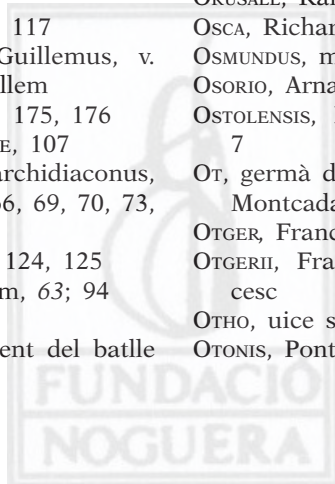 117
Guillemus, v.
llem
175, 176
E, 107
archidiaconus,
66, 69, 70, 73,
124, 125
m, 63; 94
ent del batlle
OSCA, Richar
OSMUNDUS, m
OSORIO, Arna
OSTOLENSIS,
7
OT, germà d
Montcada
OTGER, Franc
OTGERII, Fra
cesc
OTHO, uice s
OTONIS, Pont
FUNDACIÓ
NOGUERA